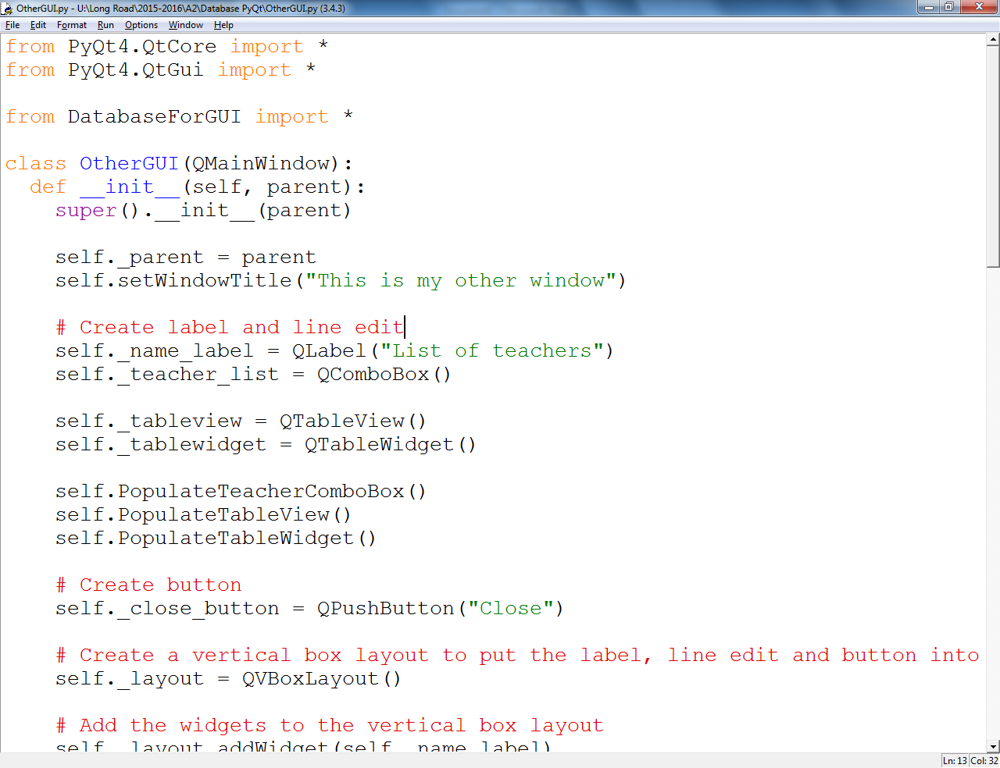 OtherGUI.py - U:\Long Road\2015-2016\A2\Database PyQt\OtherGUI.py (3.4.3)
File Edit Format Run Options Window Help
from PyQt4.QtCore import *
from PyQt4.QtGui import *
from DatabaseForGUI import *
class OtherGUI(QMainWindow):
  def __init__(self, parent):
    super().__init__(parent)
    self._parent = parent
    self.setWindowTitle("This is my other window")
    # Create label and line edit
    self._name_label = QLabel("List of teachers")
    self._teacher_list = QComboBox()
    self._tableview = QTableView()
    self._tablewidget = QTableWidget()
    self.PopulateTeacherComboBox()
    self.PopulateTableView()
    self.PopulateTableWidget()
    # Create button
    self._close_button = QPushButton("Close")
    # Create a vertical box layout to put the label, line edit and button into
    self._layout = QVBoxLayout()
    # Add the widgets to the vertical box layout
    self._layout.addWidget(self._name_label)
Ln: 13 Col: 32